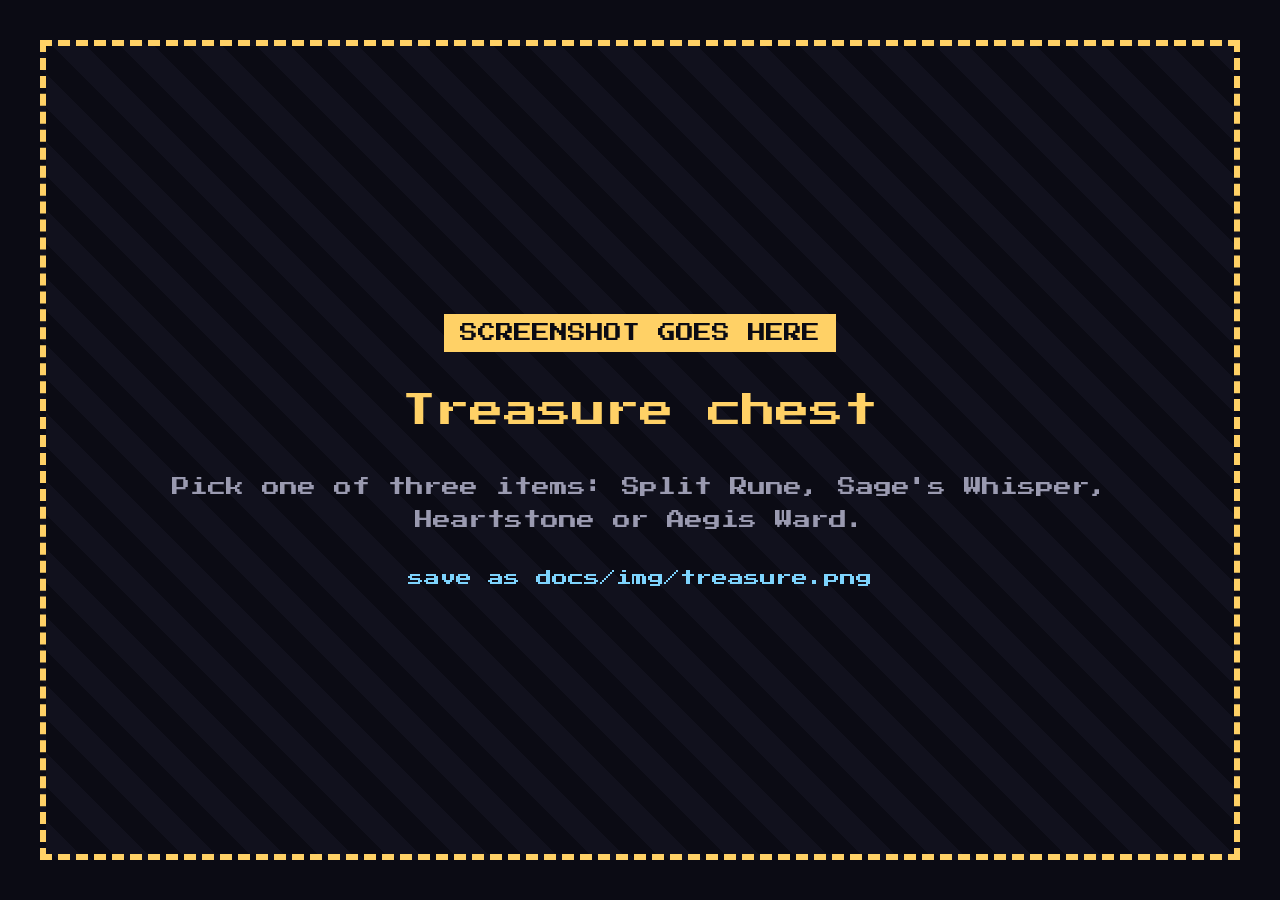 SCREENSHOT GOES HERE
Treasure chest
Pick one of three items: Split Rune, Sage's Whisper,
Heartstone or Aegis Ward.
save as docs/img/treasure.png